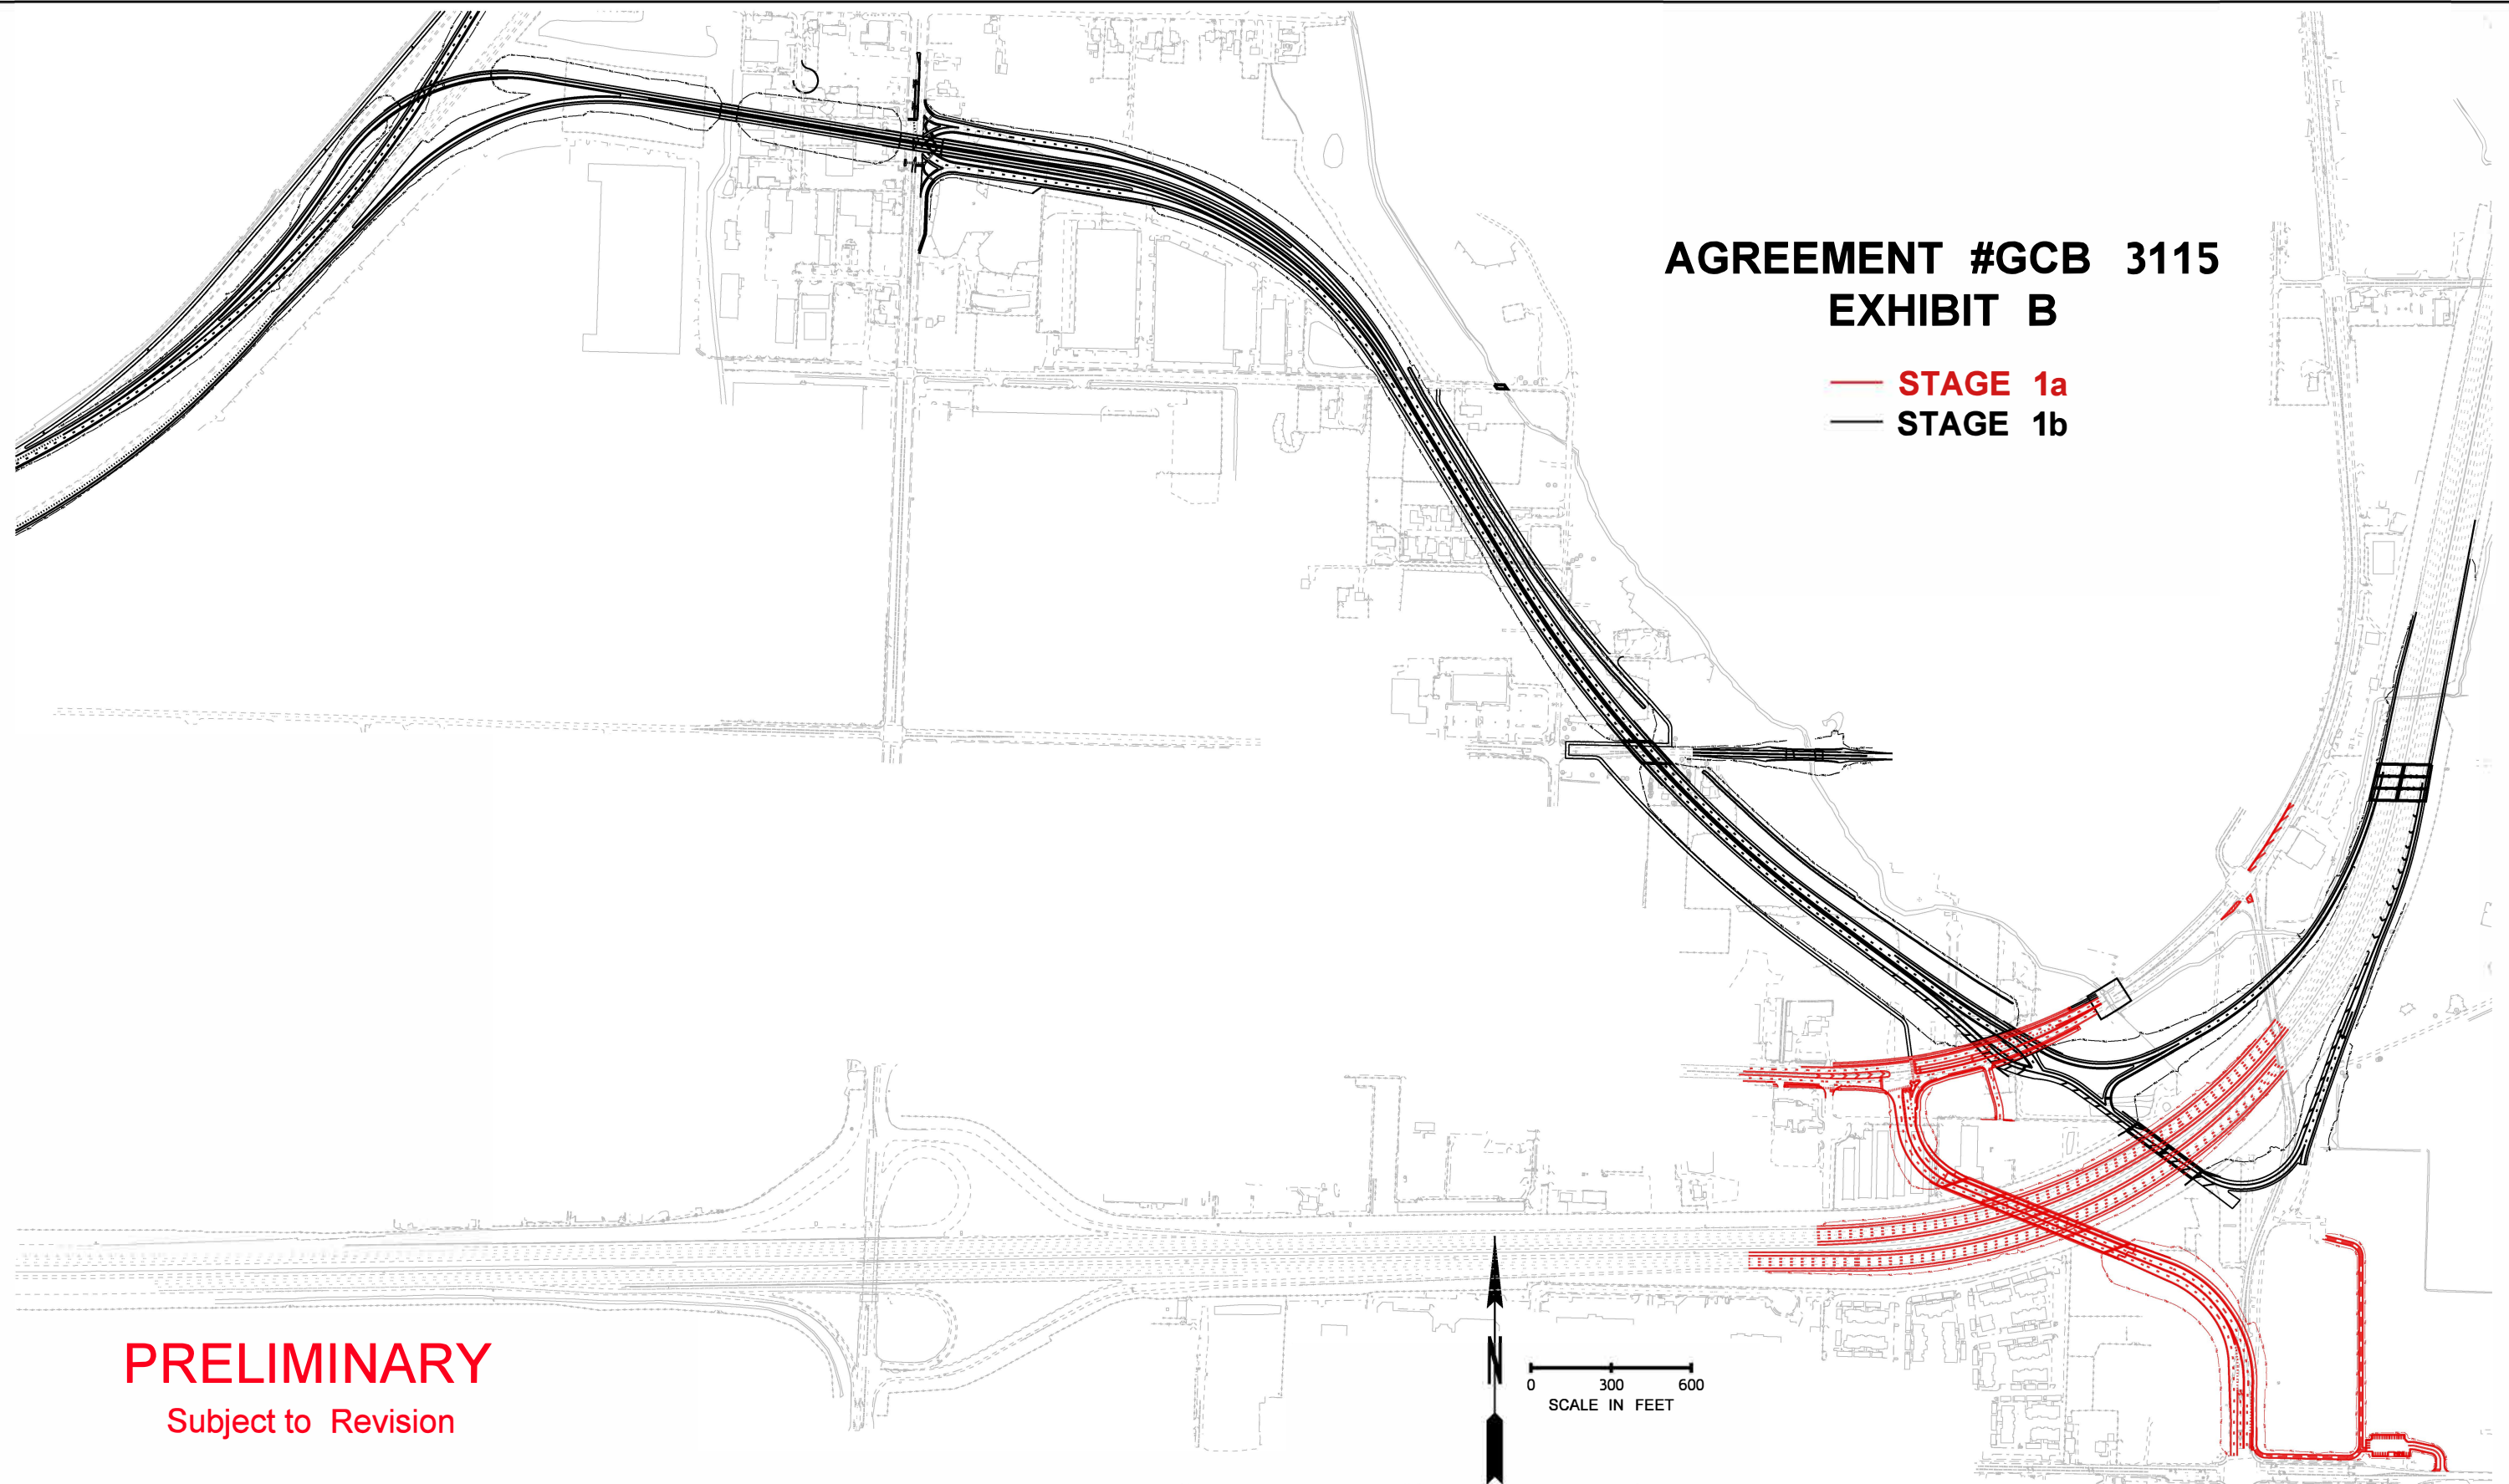 AGREEMENT #GCB 3115
EXHIBIT B
STAGE 1a
STAGE 1b
PRELIMINARY
Subject to Revision
N
0 300 600
SCALE IN FEET